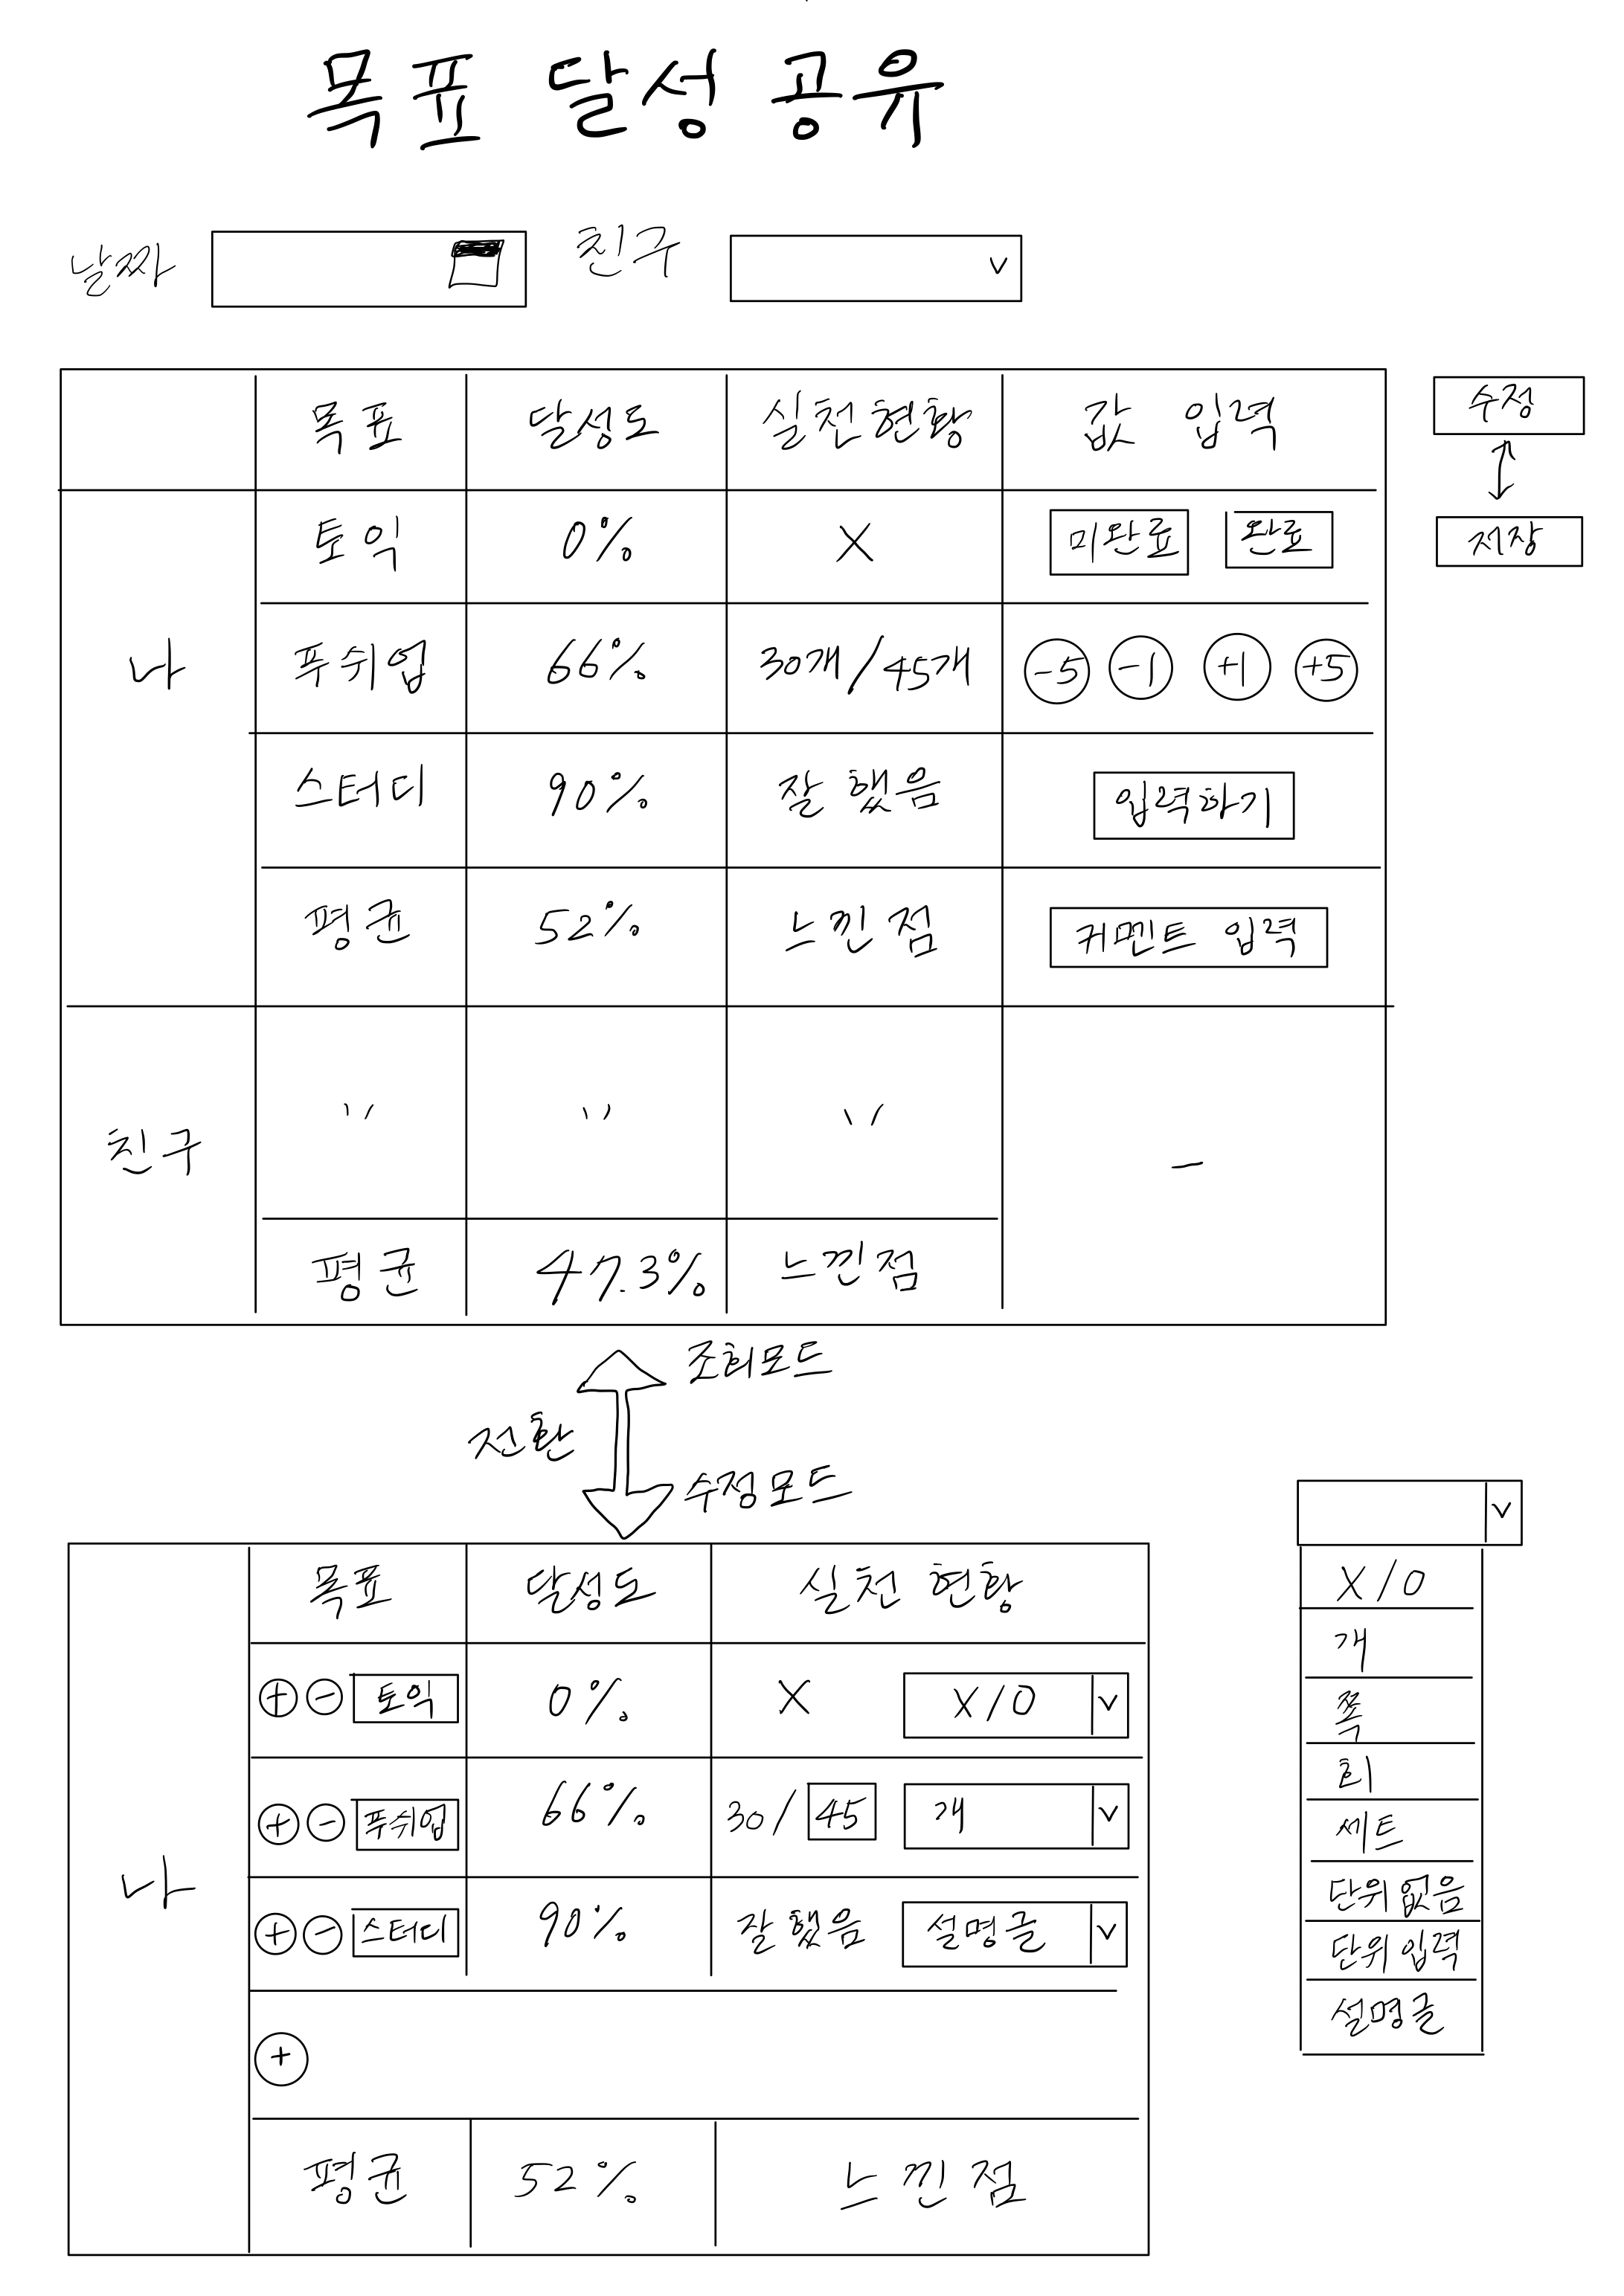 목표 달성 공유
날짜 친구 v
목표 달성도 실천현황 값 입력 수정
토익 0% X 미완료 완료 저장
나 푸쉬업 66% 30개/45개 -5 -1 +1 +5
스터디 90% 잘 했음 입력하기
평균 52% 느낀점 커멘트 입력
친구 '' '' '' -
평균 47.3% 느낀점
조회모드
전환
수정모드
목표 달성도 실천 현황
+ - 토익 0% X X/O v
+ - 푸쉬업 66% 30/ 45 개 v
나
+ - 스터디 90% 잘 했음 설명글 v
+
평균 52% 느낀점
v
X/O
개
쪽
회
세트
단위 없음
단위 입력
설명글